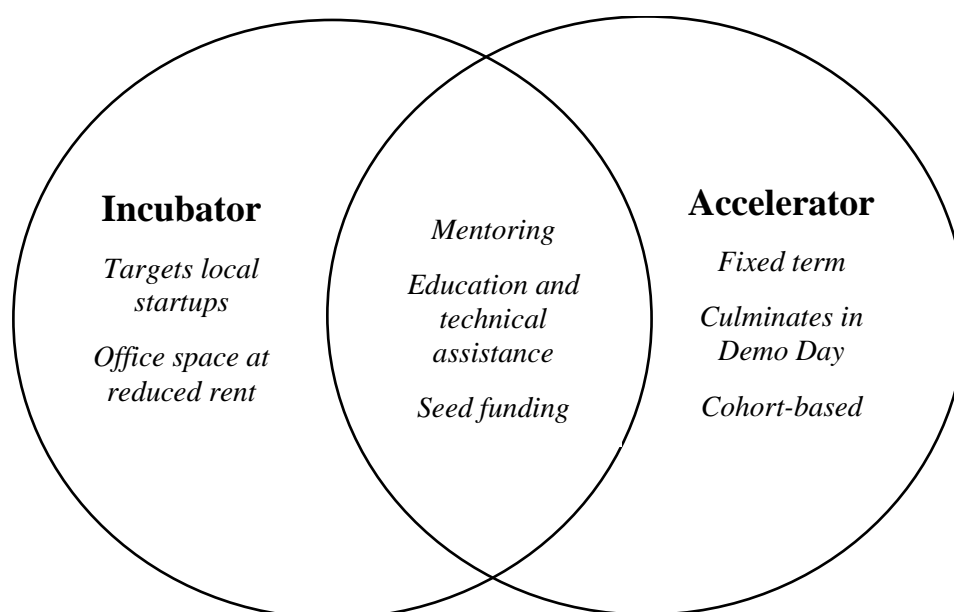 Incubator
Targets local
startups
Office space at
reduced rent
Mentoring
Education and
technical
assistance
Seed funding
Accelerator
Fixed term
Culminates in
Demo Day
Cohort-based